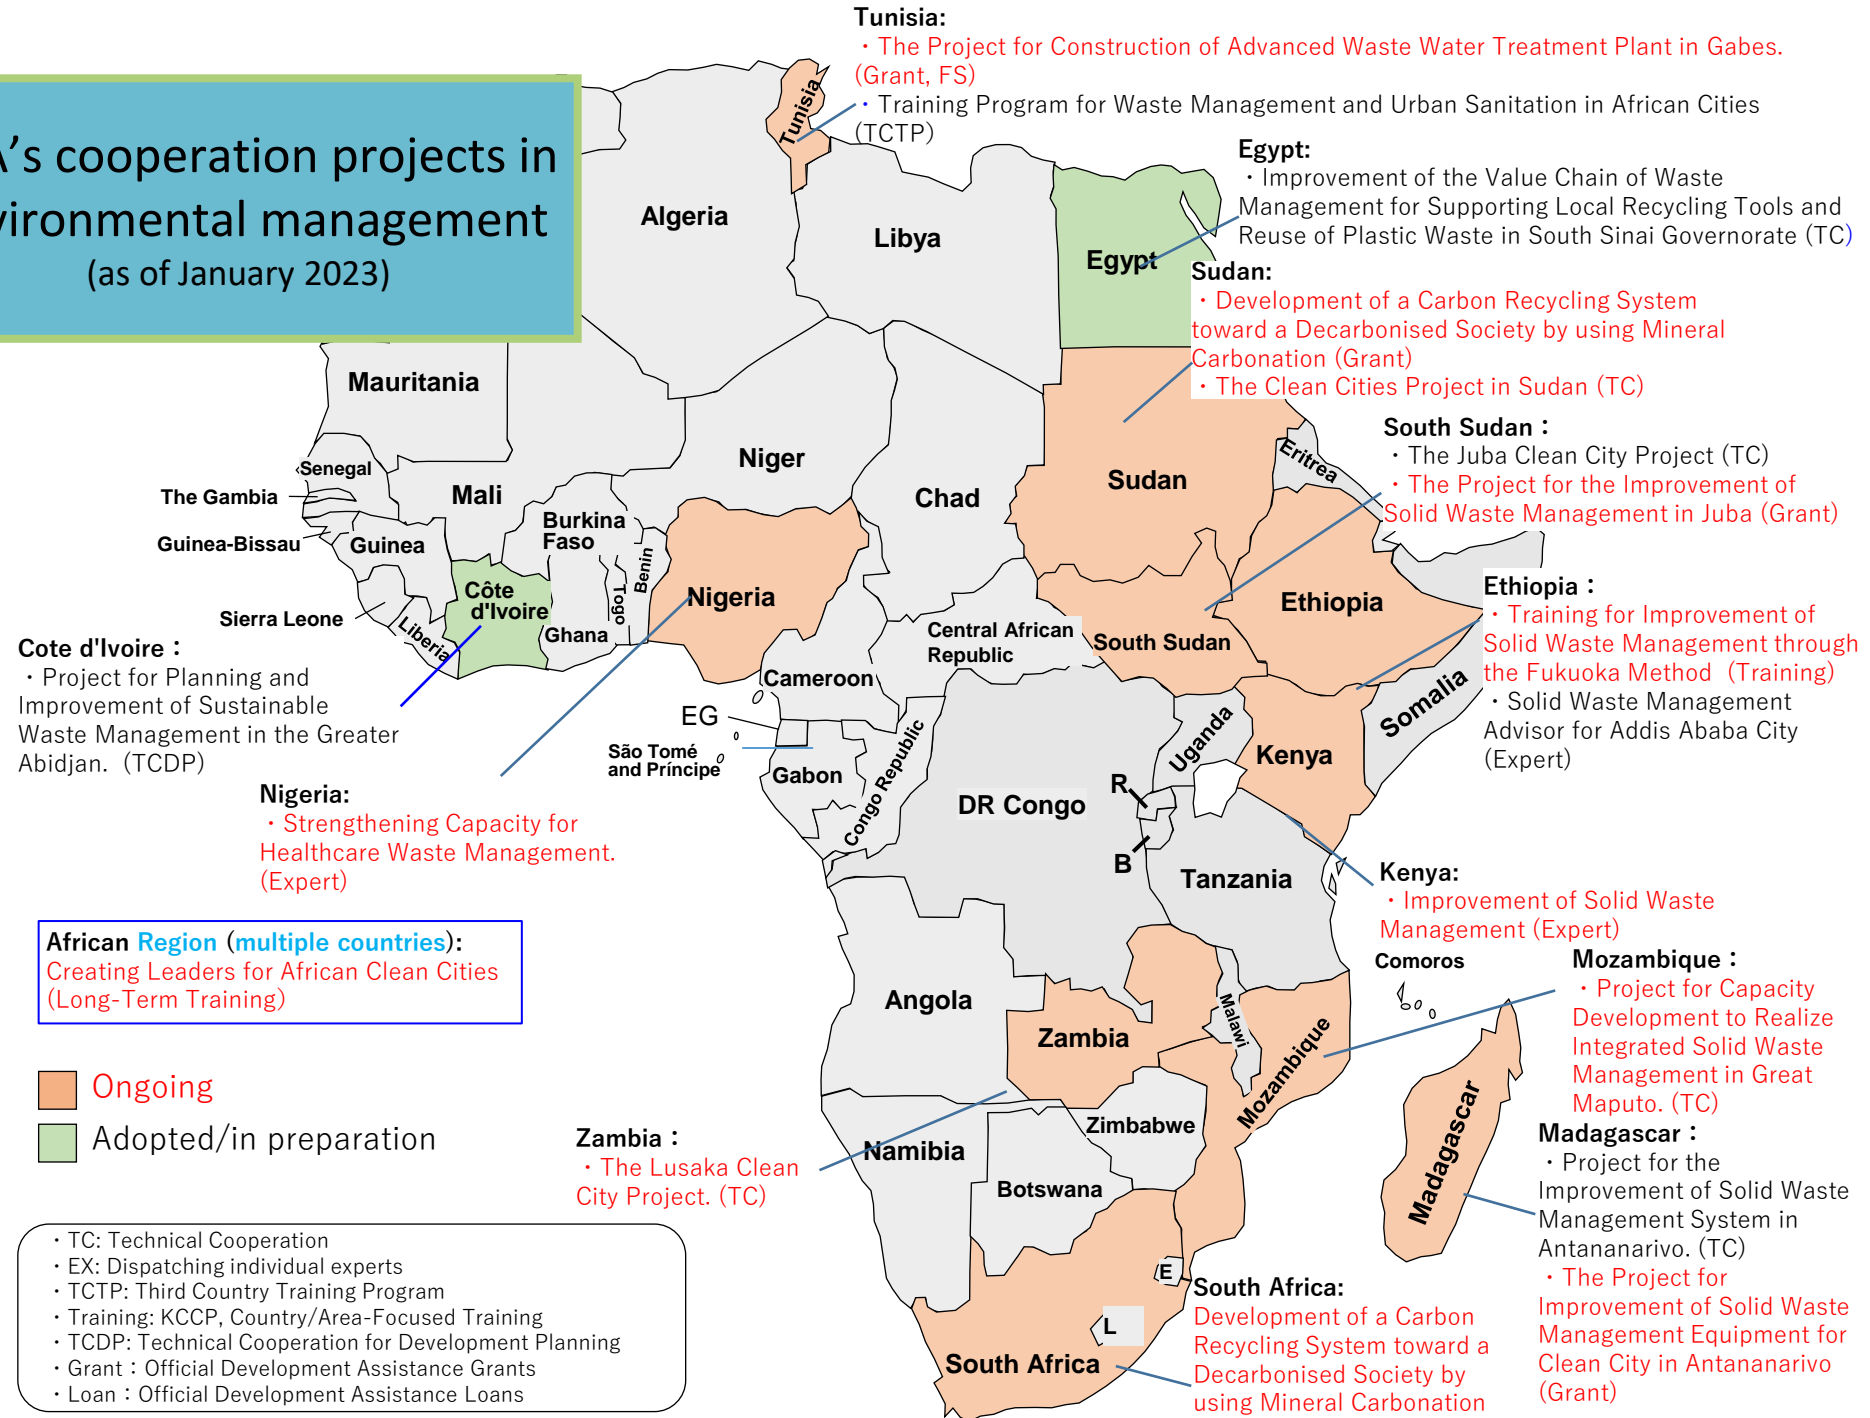 A's cooperation projects in
vironmental management
(as of January 2023)
Tunisia:
・The Project for Construction of Advanced Waste Water Treatment Plant in Gabes.
(Grant, FS)
・Training Program for Waste Management and Urban Sanitation in African Cities
(TCTP)
Egypt:
・Improvement of the Value Chain of Waste
Management for Supporting Local Recycling Tools and
Reuse of Plastic Waste in South Sinai Governorate (TC)
Sudan:
・Development of a Carbon Recycling System
toward a Decarbonised Society by using Mineral
Carbonation (Grant)
・The Clean Cities Project in Sudan (TC)
South Sudan：
・The Juba Clean City Project (TC)
・The Project for the Improvement of
Solid Waste Management in Juba (Grant)
Ethiopia：
・Training for Improvement of
Solid Waste Management through
the Fukuoka Method（Training)
・Solid Waste Management
Advisor for Addis Ababa City
(Expert)
Kenya:
・Improvement of Solid Waste
Management (Expert)
Mozambique：
・Project for Capacity
Development to Realize
Integrated Solid Waste
Management in Great
Maputo. (TC)
Madagascar：
・Project for the
Improvement of Solid Waste
Management System in
Antananarivo. (TC)
・The Project for
Improvement of Solid Waste
Management Equipment for
Clean City in Antananarivo
(Grant)
South Africa:
Development of a Carbon
Recycling System toward a
Decarbonised Society by
using Mineral Carbonation
Zambia：
・The Lusaka Clean
City Project. (TC)
Cote d'Ivoire：
・Project for Planning and
Improvement of Sustainable
Waste Management in the Greater
Abidjan.（TCDP)
Nigeria:
・Strengthening Capacity for
Healthcare Waste Management.
(Expert)
African Region (multiple countries):
Creating Leaders for African Clean Cities
(Long-Term Training)
Ongoing
Adopted/in preparation
・TC: Technical Cooperation
・EX: Dispatching individual experts
・TCTP: Third Country Training Program
・Training: KCCP, Country/Area-Focused Training
・TCDP: Technical Cooperation for Development Planning
・Grant：Official Development Assistance Grants
・Loan：Official Development Assistance Loans
Tunisia
Algeria
Libya
Egypt
Mauritania
Mali
Niger
Chad
Sudan
Eritrea
Senegal
The Gambia
Guinea-Bissau
Guinea
Sierra Leone
Liberia
Côte
d'Ivoire
Burkina
Faso
Ghana
Togo
Benin
Nigeria
Cameroon
Central African
Republic
South Sudan
Ethiopia
Somalia
EG
São Tomé
and Príncipe
Gabon
Congo Republic
DR Congo
Uganda
Kenya
R
B
Tanzania
Comoros
Angola
Zambia
Malawi
Mozambique
Zimbabwe
Namibia
Botswana
Madagascar
E
L
South Africa